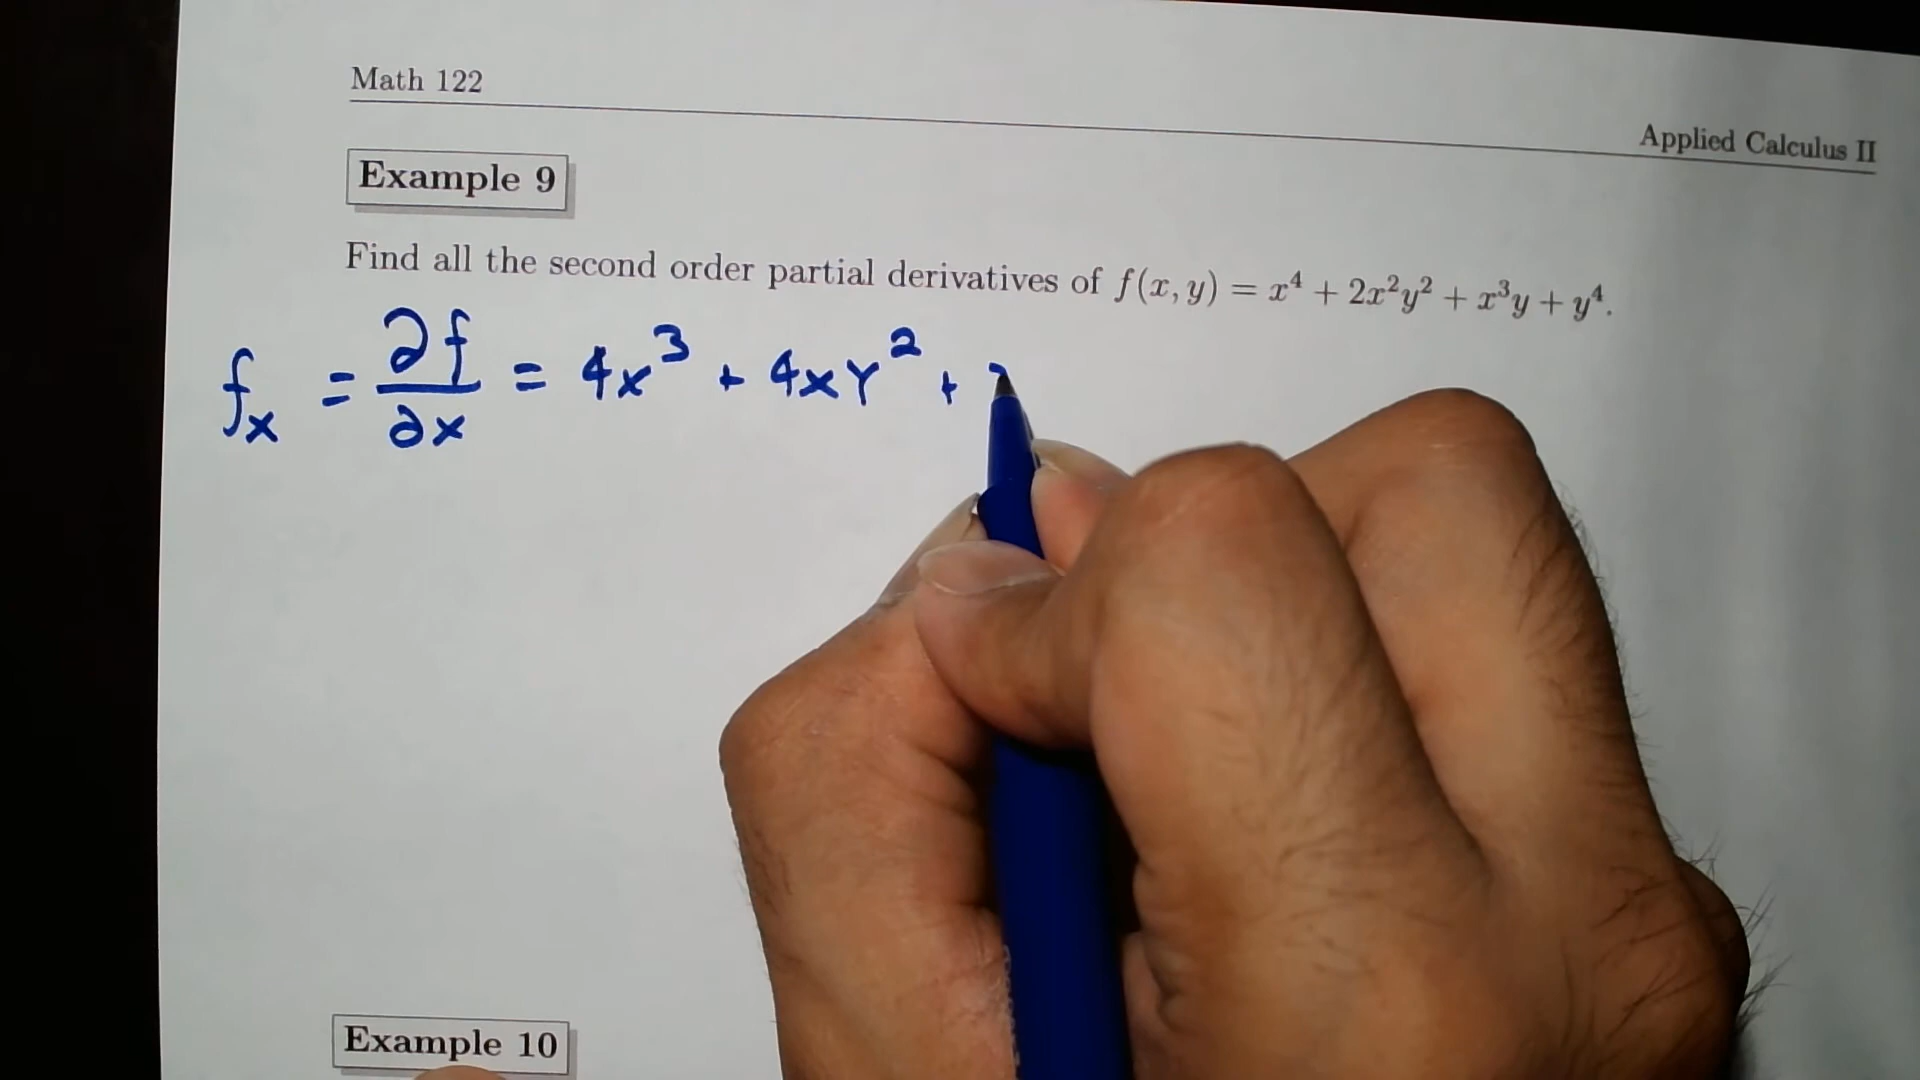 Math 122
Applied Calculus II
Example 9
Find all the second order partial derivatives of f(x, y) = x⁴ + 2x²y² + x³y + y⁴.
fₓ = ∂f/∂x = 4x³ + 4xy² +
Example 10